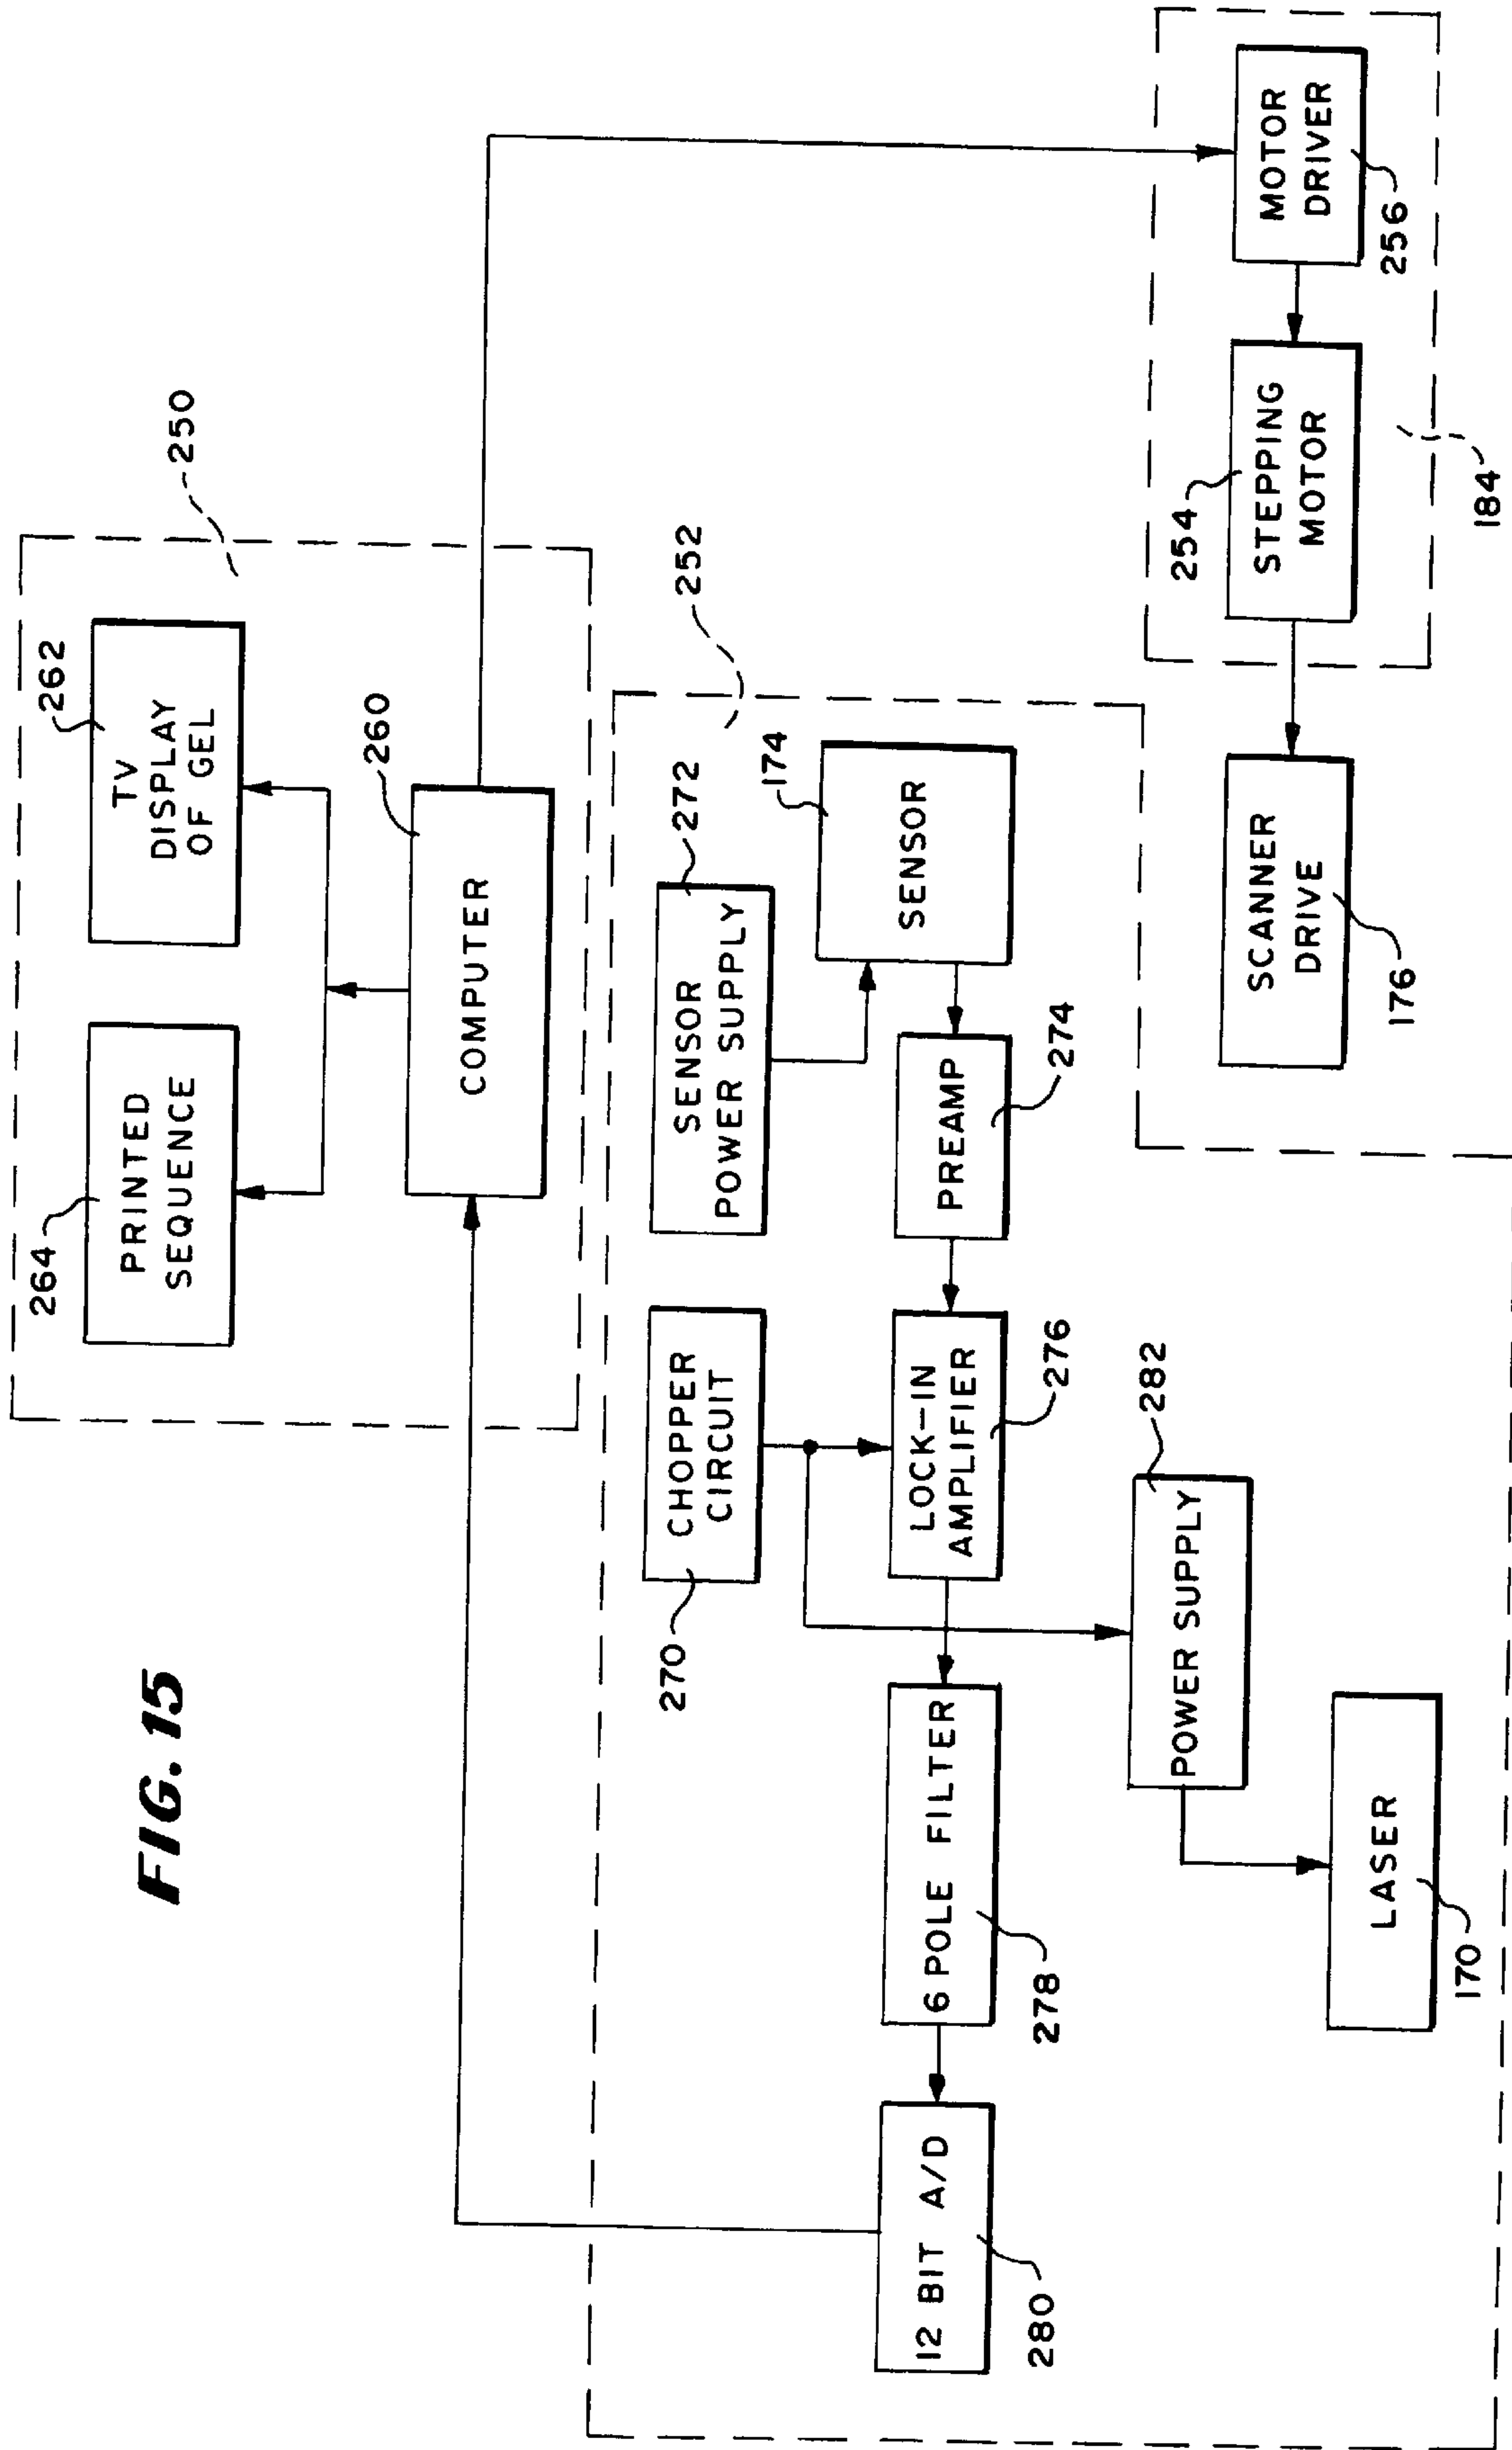 FIG. 15
264
PRINTED
SEQUENCE
262
TV
DISPLAY
OF GEL
250
COMPUTER
260
252
270
CHOPPER
CIRCUIT
SENSOR
POWER SUPPLY
272
174
SENSOR
12 BIT A/D
280
6 POLE FILTER
278
LOCK-IN
AMPLIFIER
276
PREAMP
274
POWER SUPPLY
282
LASER
170
SCANNER
DRIVE
176
254
STEPPING
MOTOR
MOTOR
DRIVER
256
184